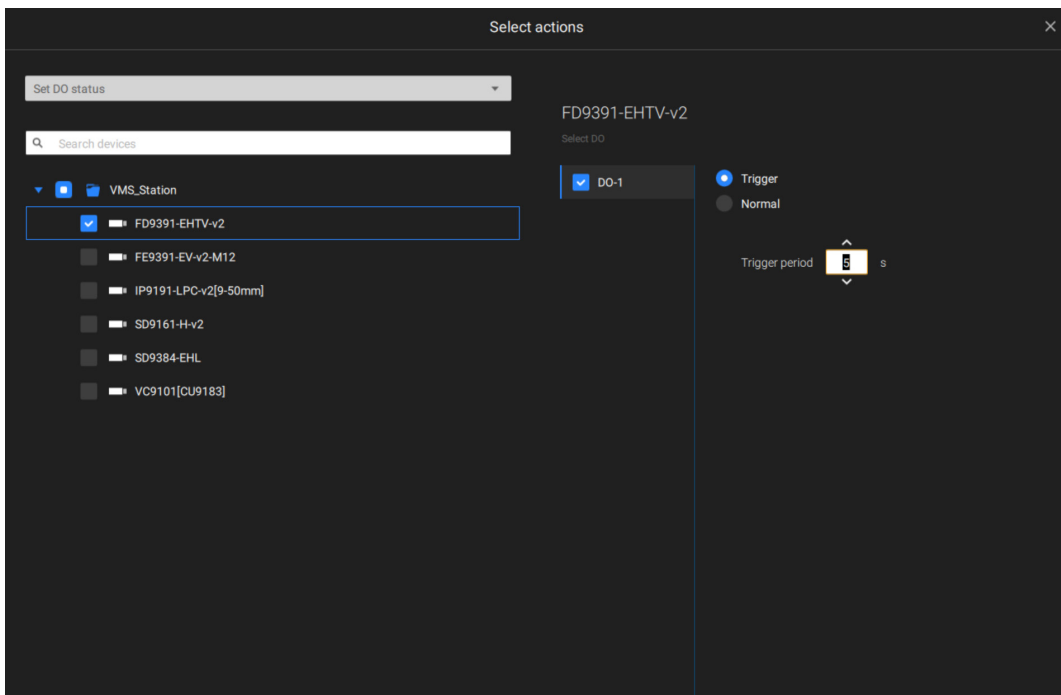 Select actions
Set DO status
Search devices
VMS_Station
FD9391-EHTV-v2
FE9391-EV-v2-M12
IP9191-LPC-v2[9-50mm]
SD9161-H-v2
SD9384-EHL
VC9101[CU9183]
FD9391-EHTV-v2
Select DO
DO-1
Trigger
Normal
Trigger period 5 s